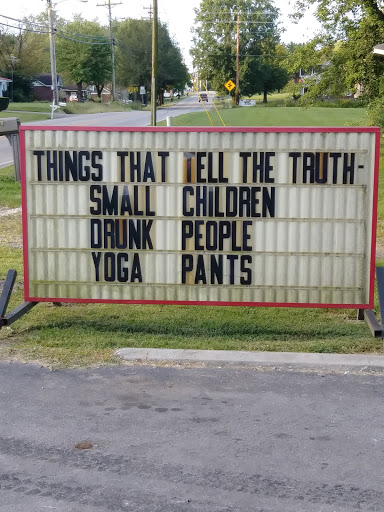 THINGS THAT TELL THE TRUTH-
SMALL CHILDREN
DRUNK PEOPLE
YOGA PANTS